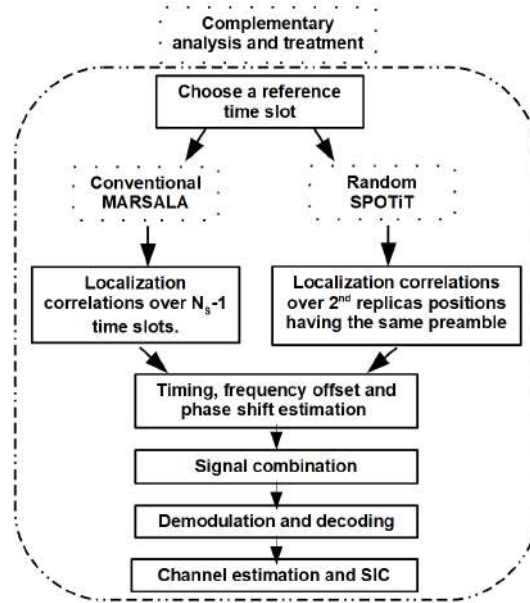 Complementary
analysis and treatment
Choose a reference
time slot
Conventional
MARSALA
Random
SPOTiT
Localization
correlations over Ns-1
time slots.
Localization correlations
over 2nd replicas positions
having the same preamble
Timing, frequency offset and
phase shift estimation
Signal combination
Demodulation and decoding
Channel estimation and SIC